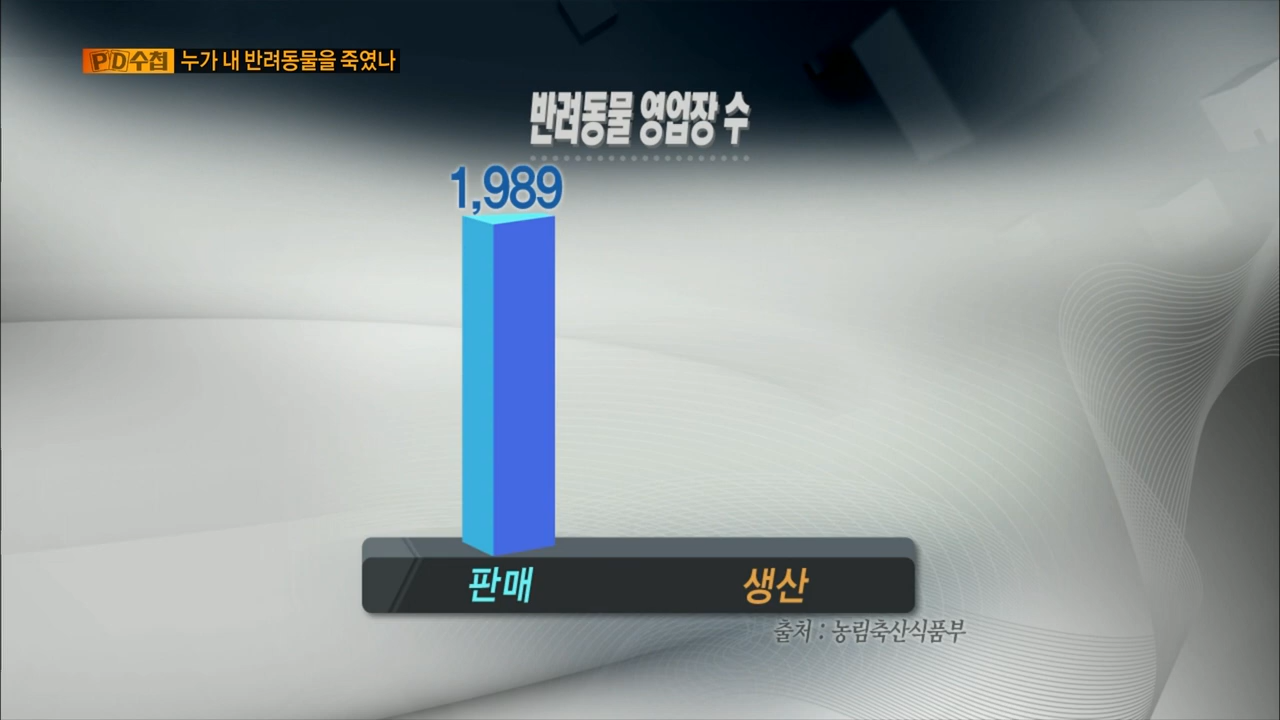 PD수첩 누가 내 반려동물을 죽였나
반려동물 영업장 수
1,989
판매 생산
출처 : 농림축산식품부